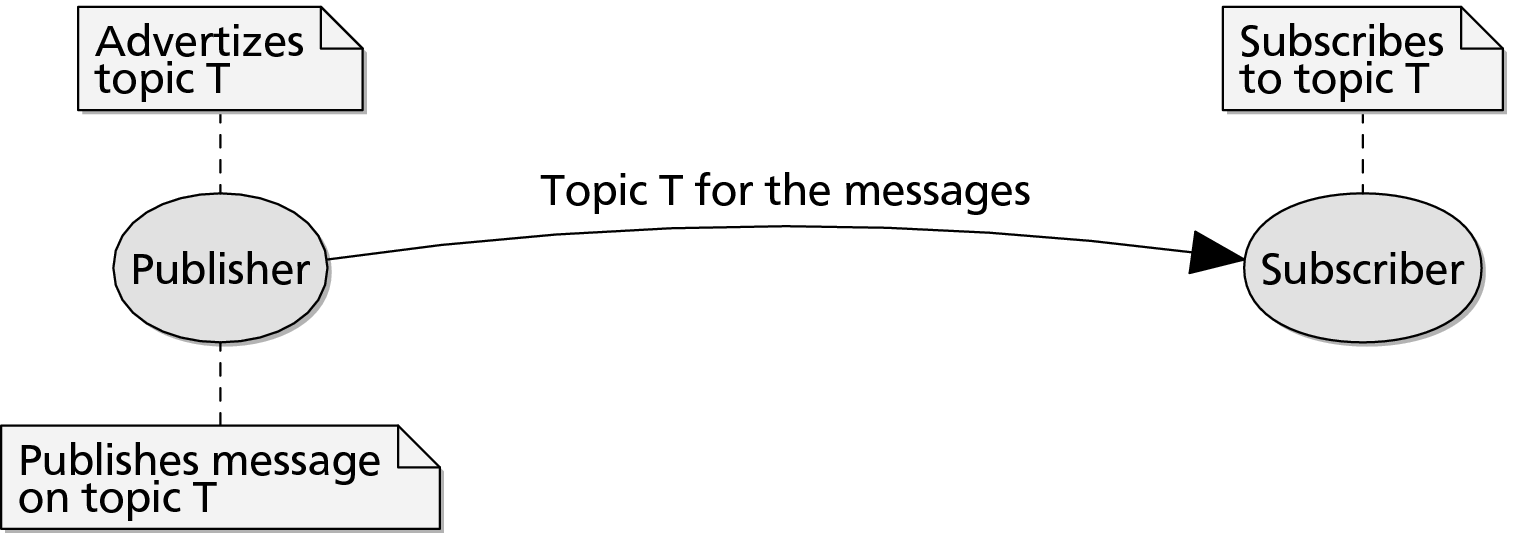 Advertizes
topic T
Subscribes
to topic T
Topic T for the messages
Publisher
Subscriber
Publishes message
on topic T